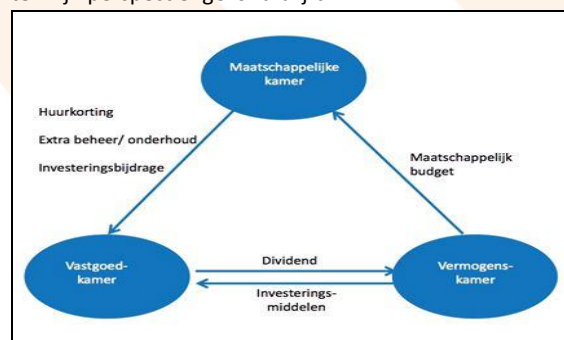 Maatschappelijke
kamer
Huurkorting
Extra beheer/ onderhoud
Investeringsbijdrage
Maatschappelijk
budget
Vastgoed-
kamer
Dividend
Investerings-
middelen
Vermogens-
kamer